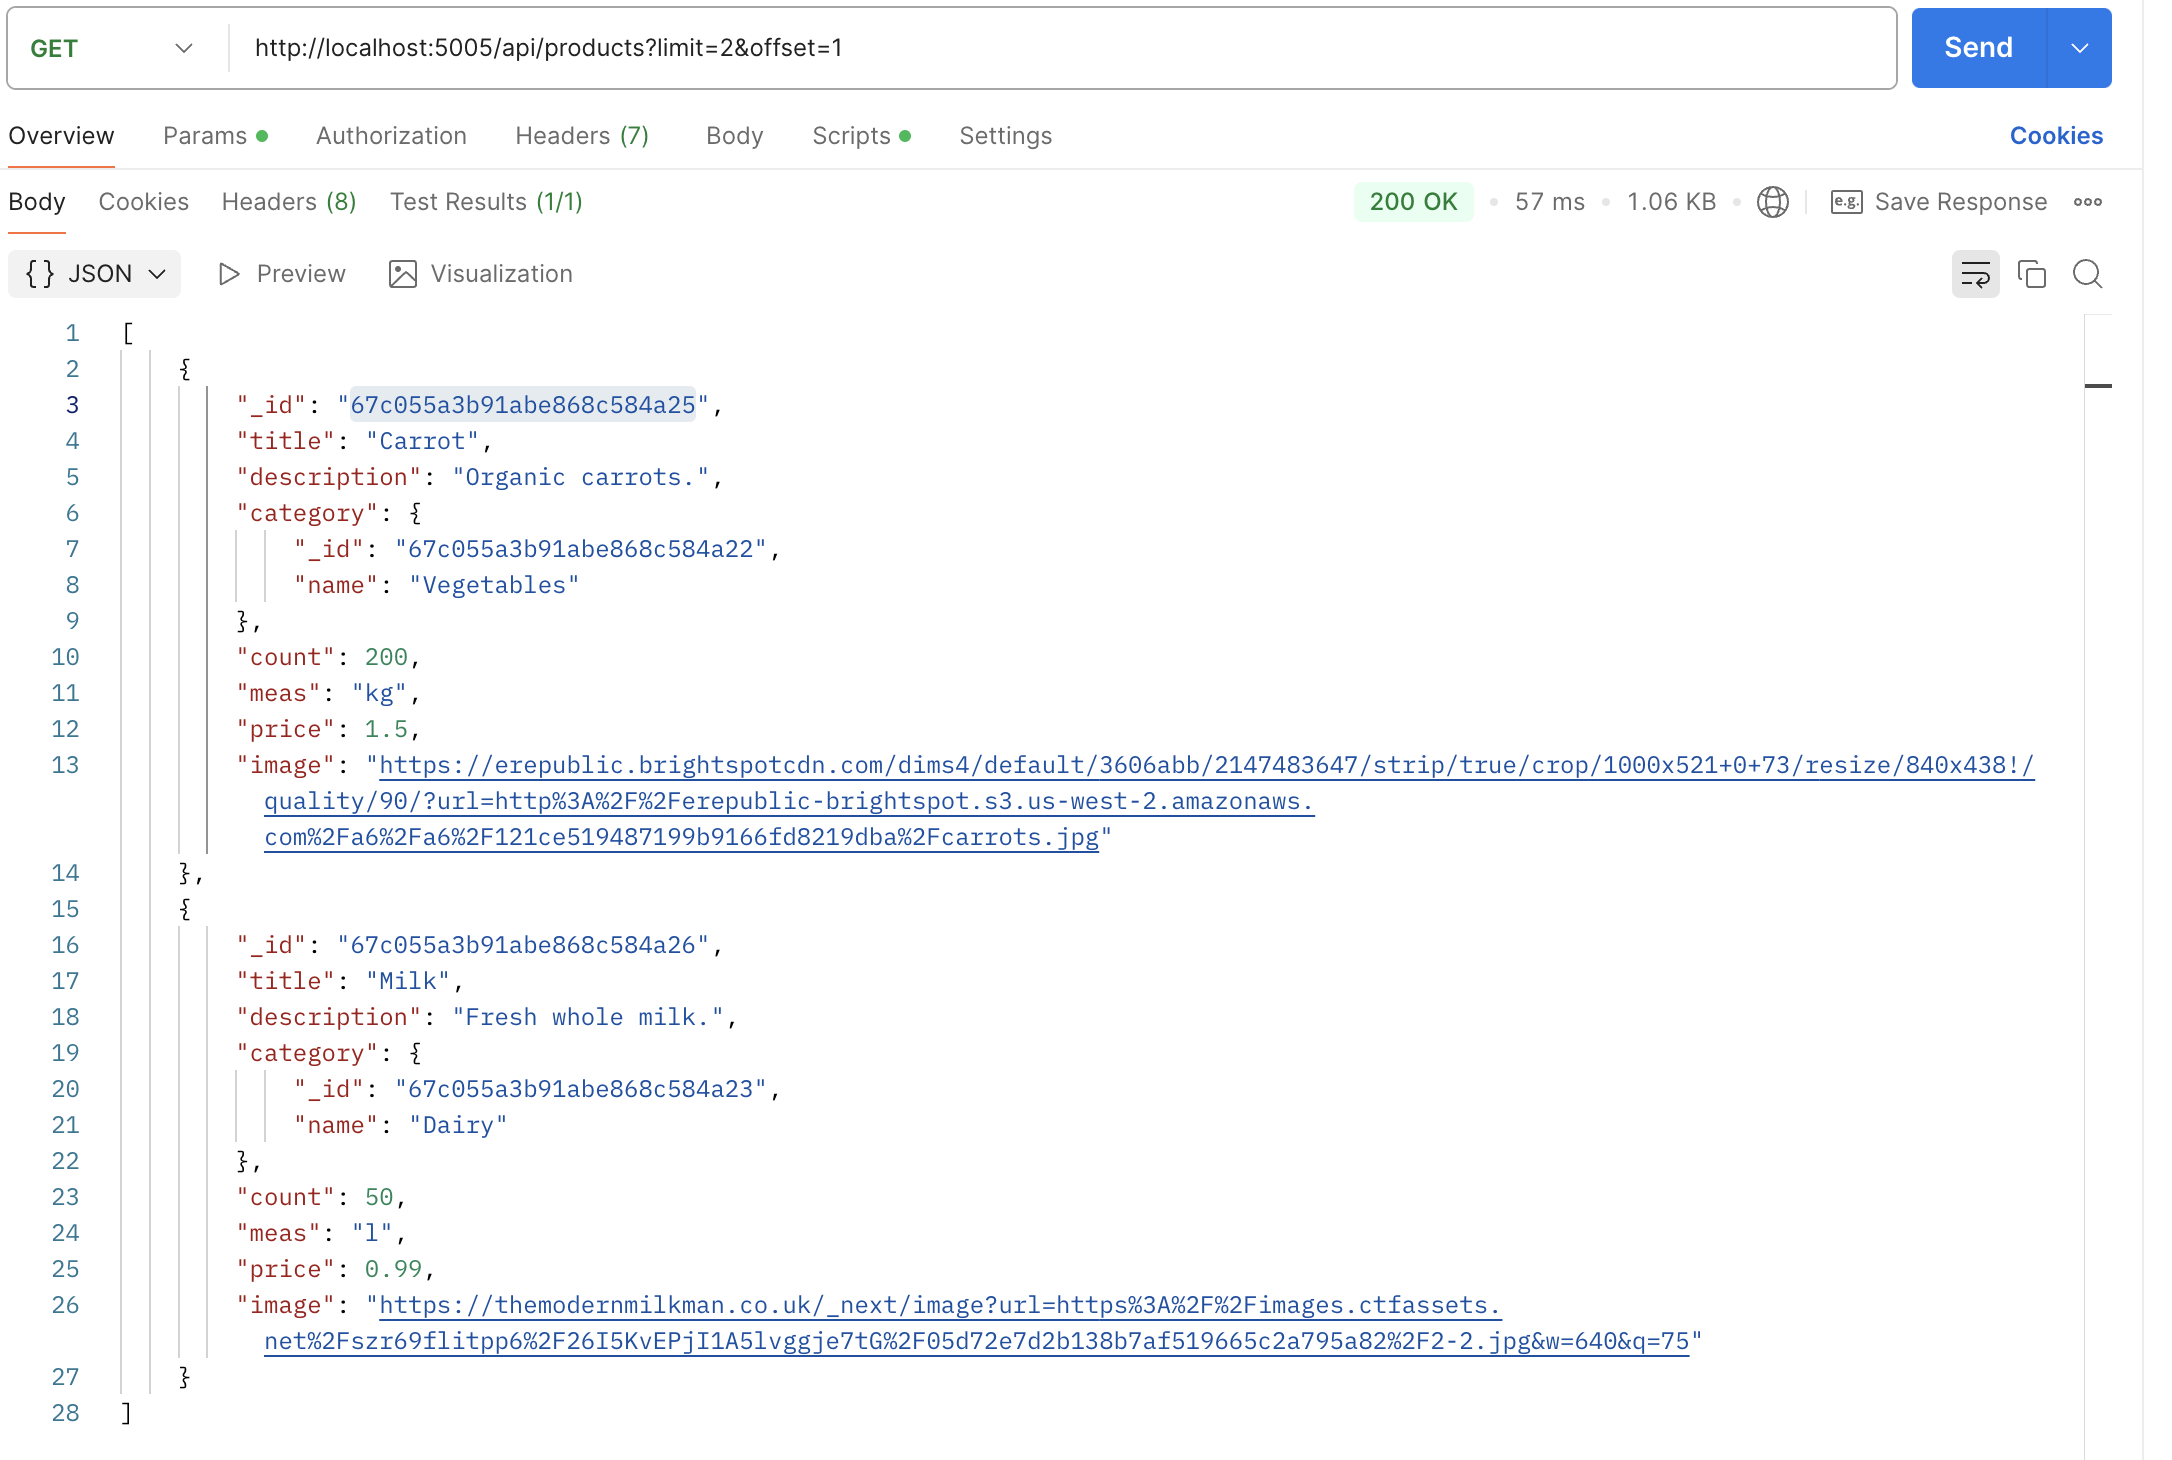 GET http://localhost:5005/api/products?limit=2&offset=1 Send
Overview Params Authorization Headers (7) Body Scripts Settings Cookies
Body Cookies Headers (8) Test Results (1/1) 200 OK 57 ms 1.06 KB e.g. Save Response
{} JSON Preview Visualization
1 [
2 {
3 "_id": "67c055a3b91abe868c584a25",
4 "title": "Carrot",
5 "description": "Organic carrots.",
6 "category": {
7 "_id": "67c055a3b91abe868c584a22",
8 "name": "Vegetables"
9 },
10 "count": 200,
11 "meas": "kg",
12 "price": 1.5,
13 "image": "https://erepublic.brightspotcdn.com/dims4/default/3606abb/2147483647/strip/true/crop/1000x521+0+73/resize/840x438!/
quality/90/?url=http%3A%2F%2Ferepublic-brightspot.s3.us-west-2.amazonaws.
com%2Fa6%2Fa6%2F121ce519487199b9166fd8219dba%2Fcarrots.jpg"
14 },
15 {
16 "_id": "67c055a3b91abe868c584a26",
17 "title": "Milk",
18 "description": "Fresh whole milk.",
19 "category": {
20 "_id": "67c055a3b91abe868c584a23",
21 "name": "Dairy"
22 },
23 "count": 50,
24 "meas": "l",
25 "price": 0.99,
26 "image": "https://themodernmilkman.co.uk/_next/image?url=https%3A%2F%2Fimages.ctfassets.
net%2Fszr69flitpp6%2F26I5KvEPjI1A5lvggje7tG%2F05d72e7d2b138b7af519665c2a795a82%2F2-2.jpg&w=640&q=75"
27 }
28 ]